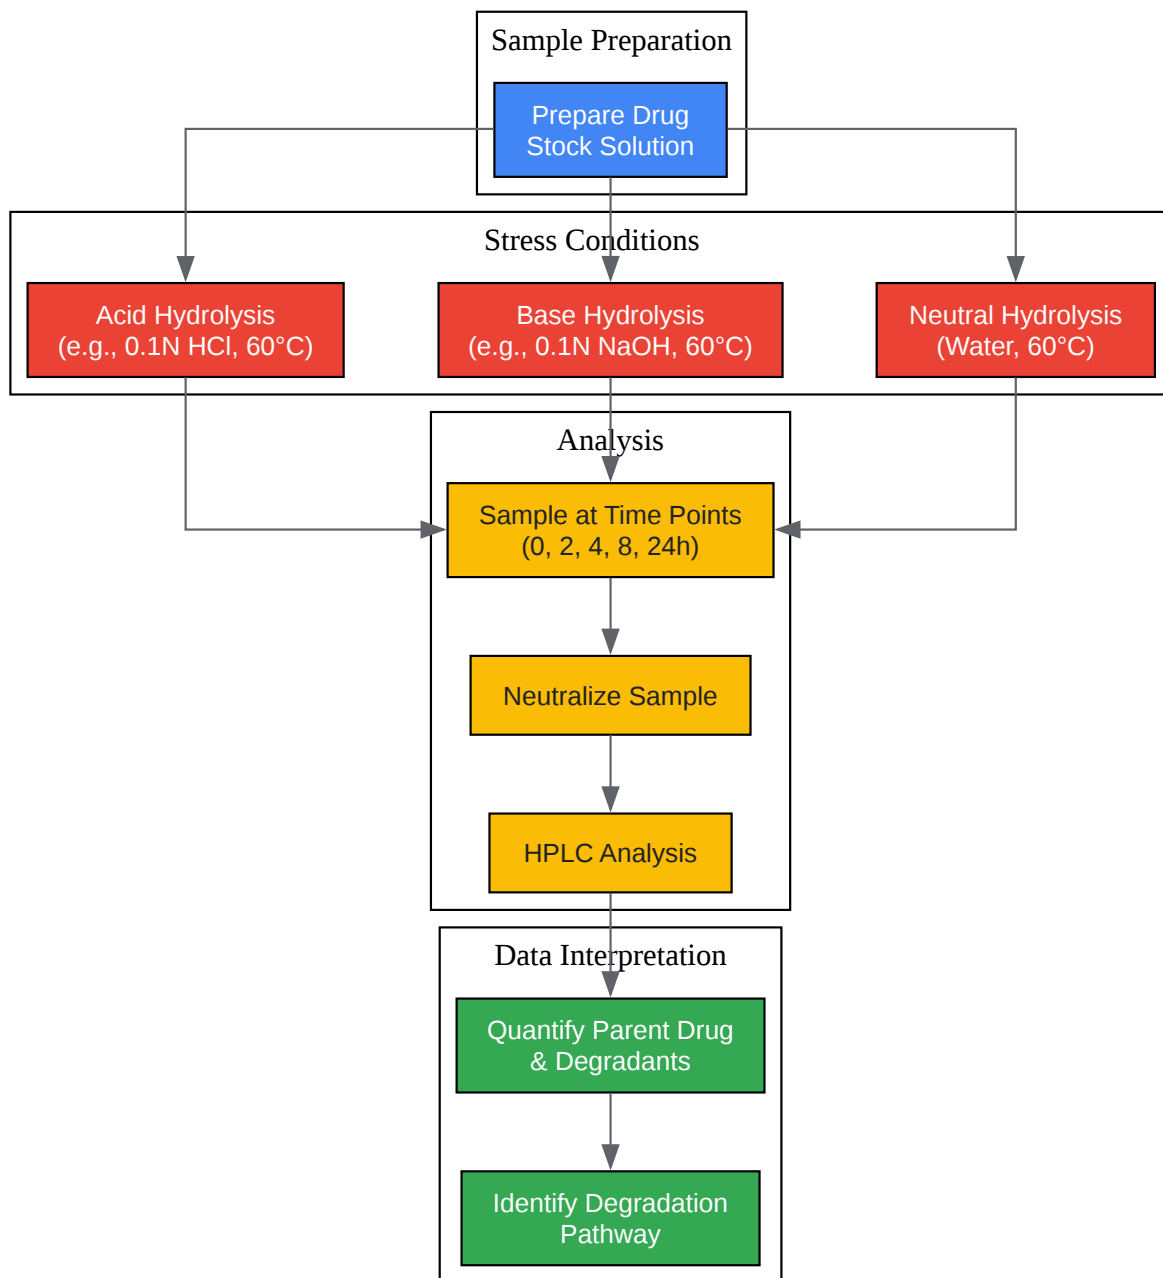 Sample Preparation
Prepare Drug
Stock Solution
Stress Conditions
Acid Hydrolysis
(e.g., 0.1N HCl, 60°C)
Base Hydrolysis
(e.g., 0.1N NaOH, 60°C)
Neutral Hydrolysis
(Water, 60°C)
Analysis
Sample at Time Points
(0, 2, 4, 8, 24h)
Neutralize Sample
HPLC Analysis
Data Interpretation
Quantify Parent Drug
& Degradants
Identify Degradation
Pathway